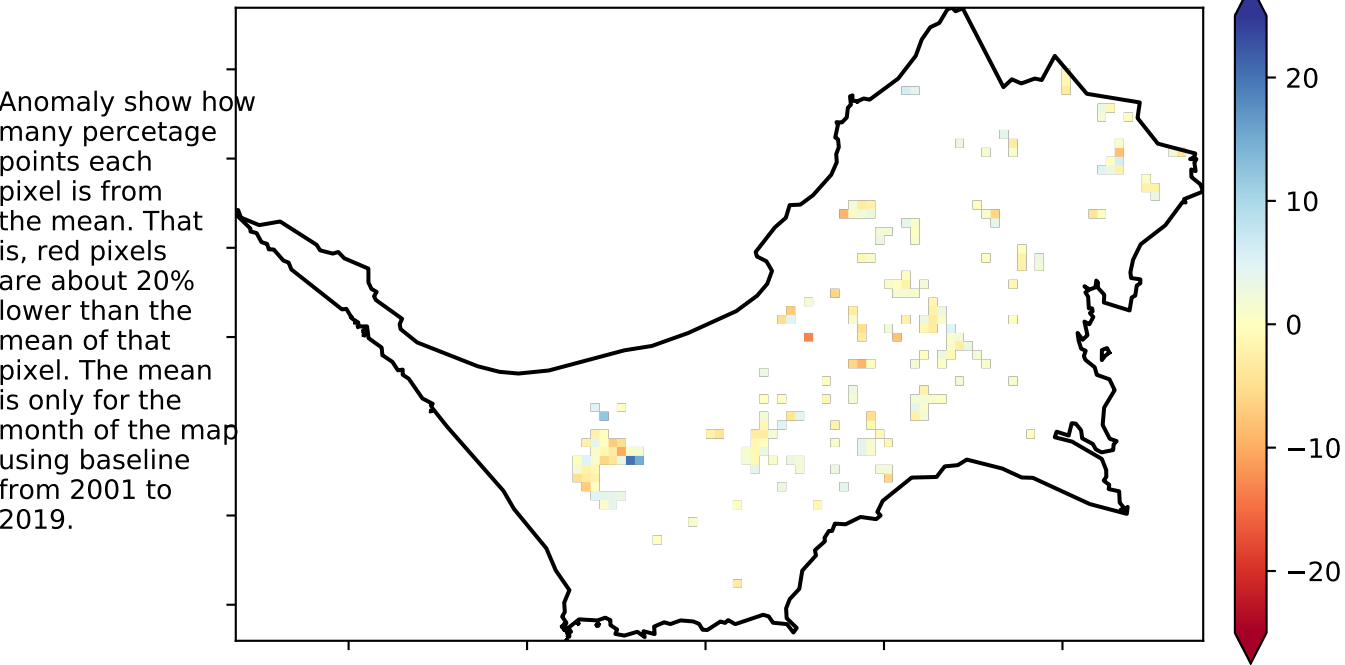 Anomaly show how
many percetage
points each
pixel is from
the mean. That
is, red pixels
are about 20%
lower than the
mean of that
pixel. The mean
is only for the
month of the map
using baseline
from 2001 to
2019.
20
10
0
−10
−20